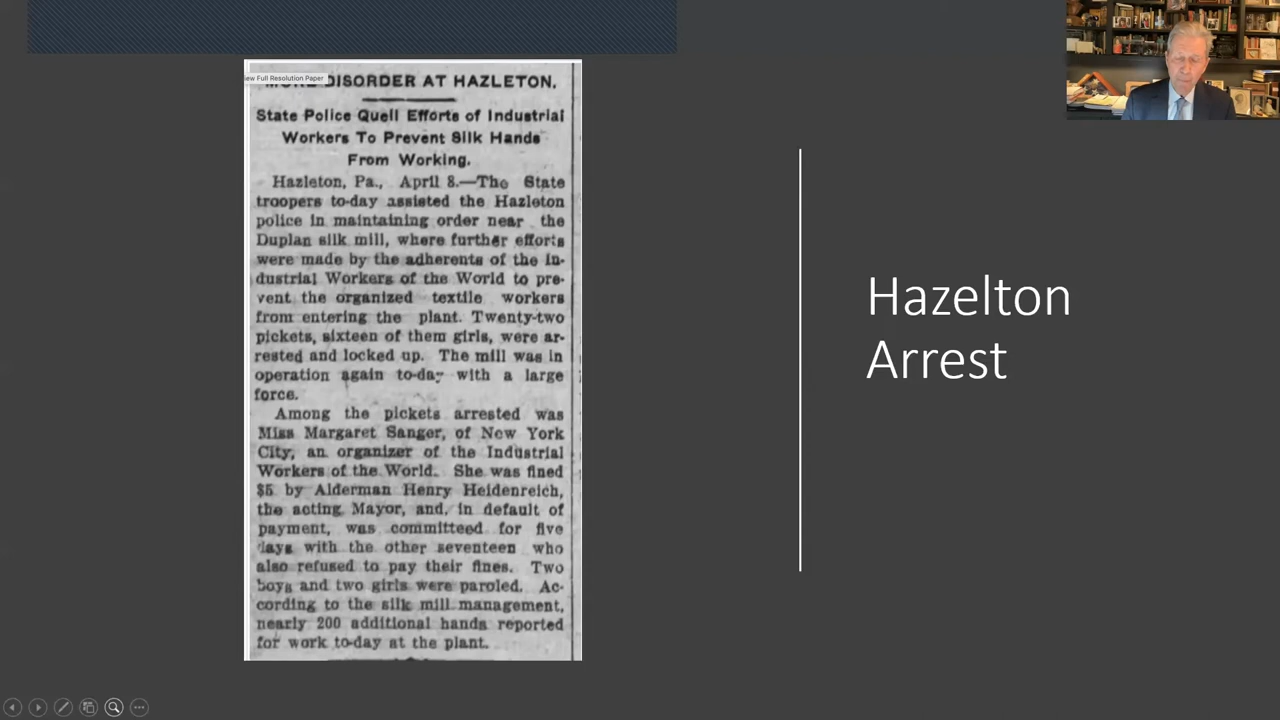 View Full Resolution Paper
MORE DISORDER AT HAZLETON.
State Police Quell Efforts of Industrial
Workers To Prevent Silk Hands
From Working.
Hazleton, Pa., April 8.—The State
troopers to-day assisted the Hazleton
police in maintaining order near the
Duplan silk mill, where further efforts
were made by the adherents of the In-
dustrial Workers of the World to pre-
vent the organized textile workers
from entering the plant. Twenty-two
pickets, sixteen of them girls, were ar-
rested and locked up. The mill was in
operation again to-day with a large
force.
Among the pickets arrested was
Miss Margaret Sanger, of New York
City, an organizer of the Industrial
Workers of the World. She was fined
$5 by Alderman Henry Heidenreich,
the acting Mayor, and, in default of
payment, was committeed for five
days with the other seventeen who
also refused to pay their fines. Two
boys and two girls were paroled. Ac-
cording to the silk mill management,
nearly 200 additional hands reported
for work to-day at the plant.
Hazelton
Arrest